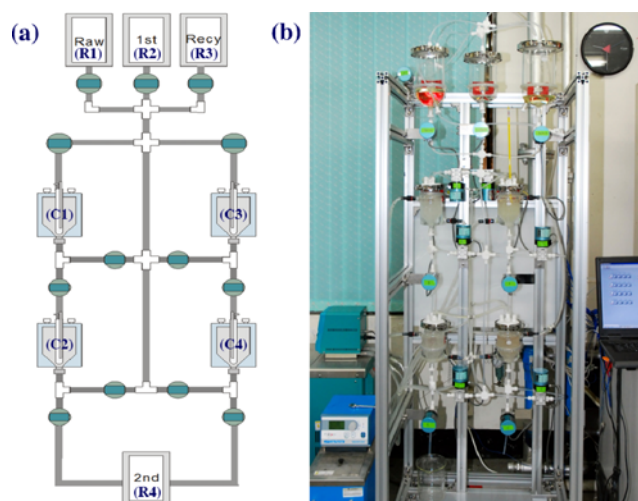 (a)
Raw
(R1)
1st
(R2)
Recy
(R3)
(C1)
(C3)
(C2)
(C4)
2nd
(R4)
(b)